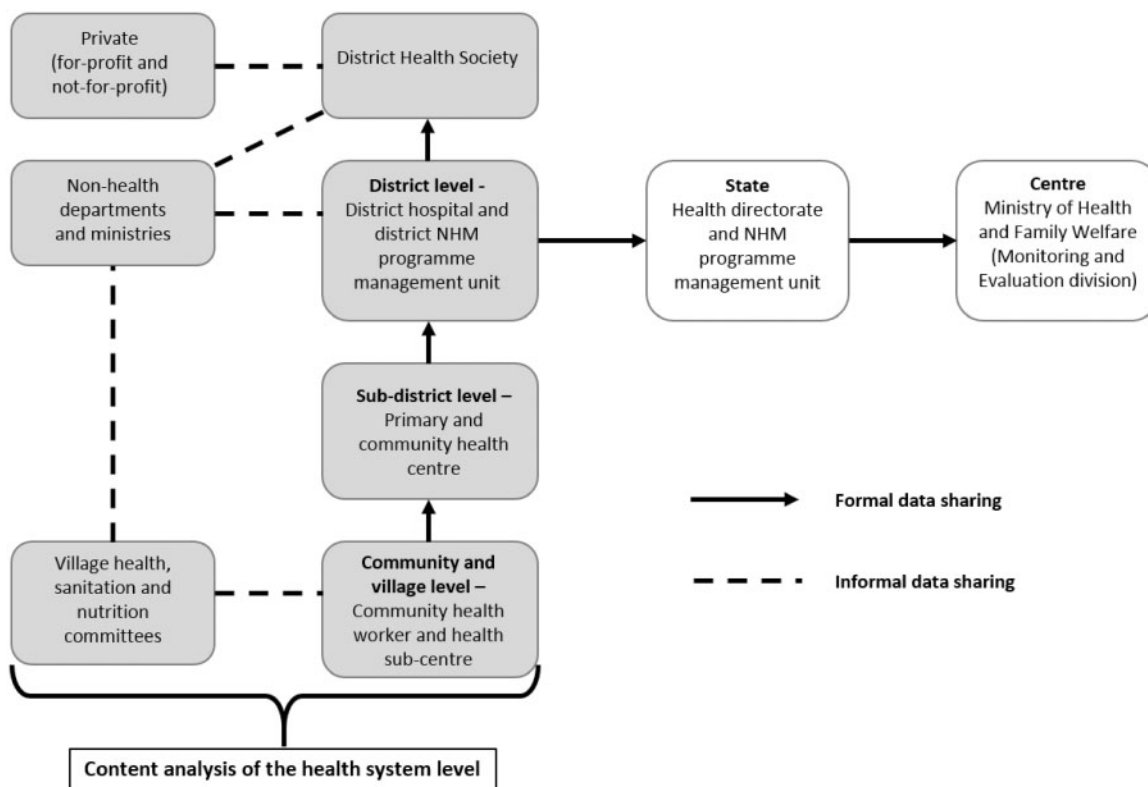 Private
(for-profit and
not-for-profit)
District Health Society
Non-health
departments
and ministries
District level -
District hospital and
district NHM
programme
management unit
State
Health directorate
and NHM
programme
management unit
Centre
Ministry of Health
and Family Welfare
(Monitoring and
Evaluation division)
Sub-district level –
Primary and
community health
centre
Formal data sharing
Village health,
sanitation and
nutrition
committees
Community and
village level –
Community health
worker and health
sub-centre
Informal data sharing
Content analysis of the health system level